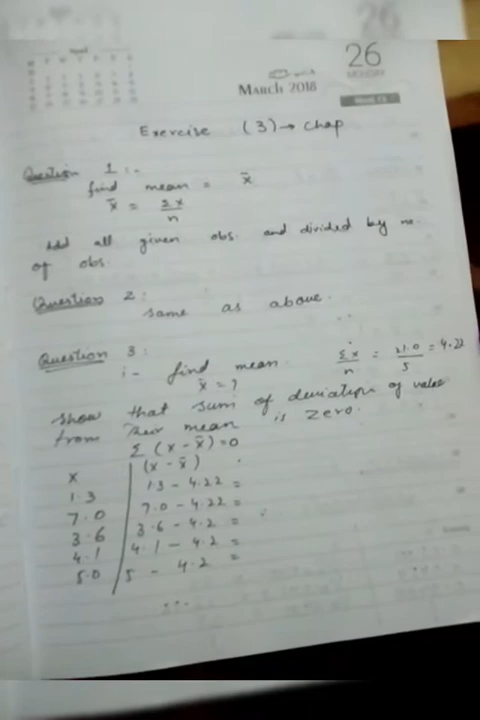 26
26
MONDAY
MARCH 2018
Exercise (3) → Chap
Question 1:-
find mean = x̄
x̄ = Σx/n
Add all given obs. and divided by no.
of obs.
Question 2:
same as above.
Question 3:
i- find mean. Σx/n = 21.0/5 = 4.22
x̄ = ?
show that sum of deviation of value
from their mean is zero.
Σ (x - x̄) = 0
x (x - x̄)
1.3 1.3 - 4.22 =
7.0 7.0 - 4.22 =
3.6 3.6 - 4.2 =
4.1 4.1 - 4.2 =
5.0 5 - 4.2 =